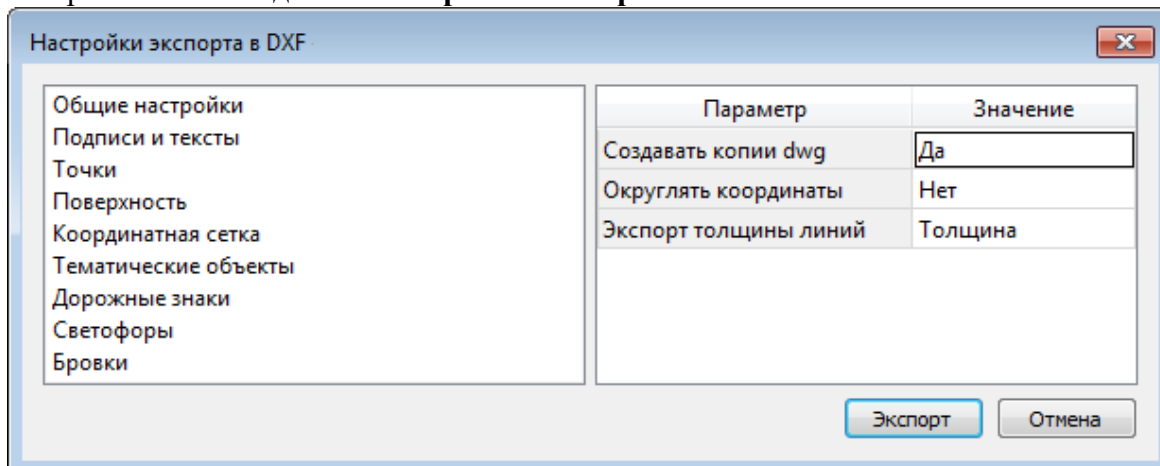 Настройки экспорта в DXF
Общие настройки
Подписи и тексты
Точки
Поверхность
Координатная сетка
Тематические объекты
Дорожные знаки
Светофоры
Бровки
Параметр Значение
Создавать копии dwg Да
Округлять координаты Нет
Экспорт толщины линий Толщина
Экспорт Отмена